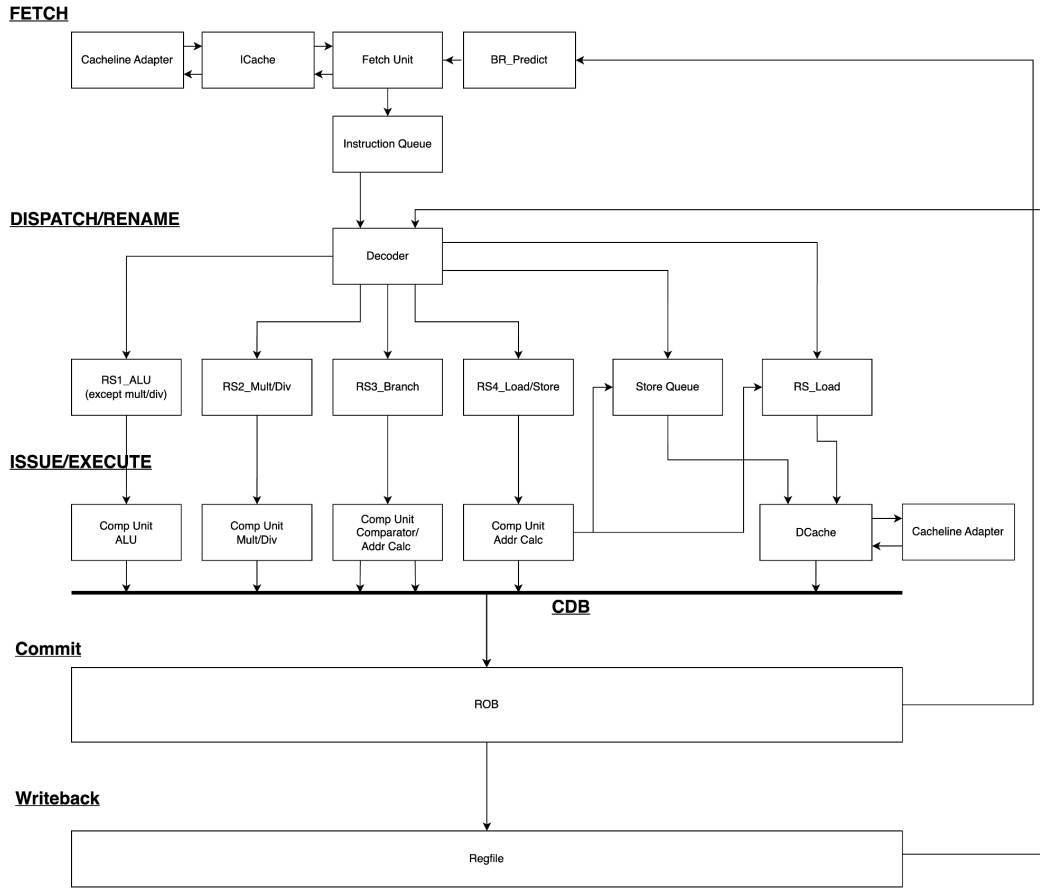 FETCH
Cacheline Adapter
ICache
Fetch Unit
BR_Predict
Instruction Queue
DISPATCH/RENAME
Decoder
RS1_ALU
(except mult/div)
RS2_Mult/Div
RS3_Branch
RS4_Load/Store
Store Queue
RS_Load
ISSUE/EXECUTE
Comp Unit
ALU
Comp Unit
Mult/Div
Comp Unit
Comparator/
Addr Calc
Comp Unit
Addr Calc
DCache
Cacheline Adapter
CDB
Commit
ROB
Writeback
Regfile